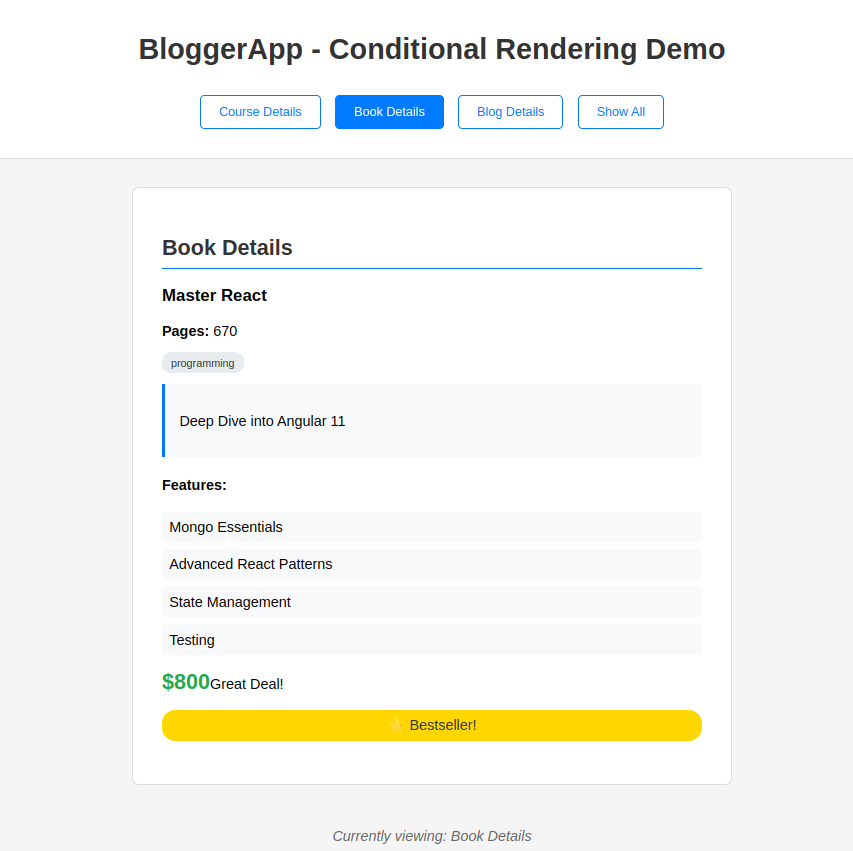 BloggerApp - Conditional Rendering Demo
Course Details
Book Details
Blog Details
Show All
Book Details
Master React
Pages: 670
programming
Deep Dive into Angular 11
Features:
Mongo Essentials
Advanced React Patterns
State Management
Testing
$800Great Deal!
⭐ Bestseller!
Currently viewing: Book Details